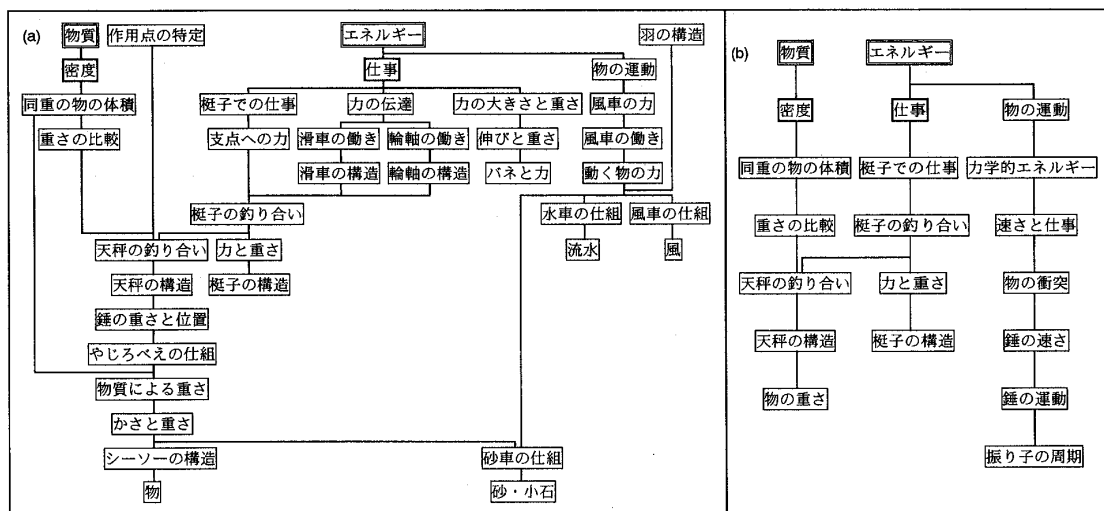 (a)
物質
作用点の特定
エネルギー
羽の構造
密度
仕事
物の運動
同重の物の体積
梃子での仕事
力の伝達
力の大きさと重さ
風車の力
重さの比較
支点への力
滑車の働き
輪軸の働き
伸びと重さ
風車の働き
滑車の構造
輪軸の構造
バネと力
動く物の力
梃子の釣り合い
水車の仕組
風車の仕組
天秤の釣り合い
力と重さ
流水
風
天秤の構造
梃子の構造
錘の重さと位置
やじろべえの仕組
物質による重さ
かさと重さ
シーソーの構造
砂車の仕組
物
砂・小石
(b)
物質
エネルギー
密度
仕事
物の運動
同重の物の体積
梃子での仕事
力学的エネルギー
重さの比較
梃子の釣り合い
速さと仕事
天秤の釣り合い
力と重さ
物の衝突
天秤の構造
梃子の構造
錘の速さ
物の重さ
錘の運動
振り子の周期